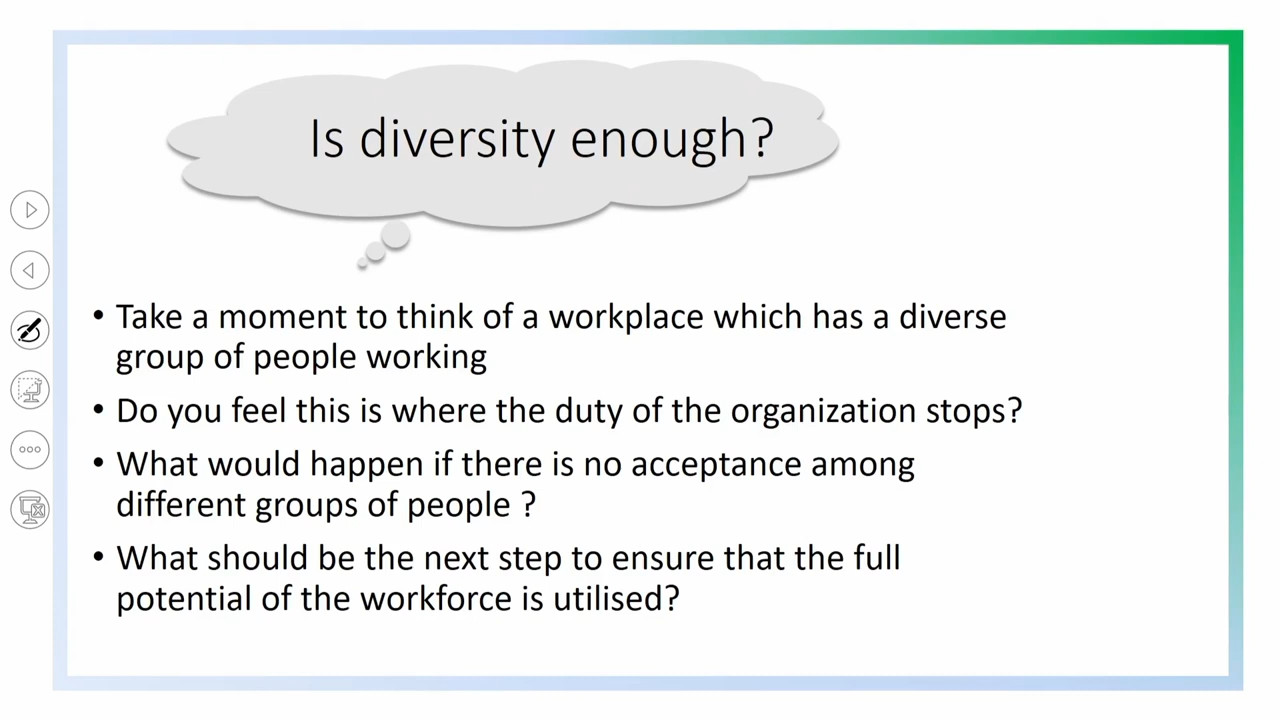 Is diversity enough?
• Take a moment to think of a workplace which has a diverse
group of people working
• Do you feel this is where the duty of the organization stops?
• What would happen if there is no acceptance among
different groups of people ?
• What should be the next step to ensure that the full
potential of the workforce is utilised?